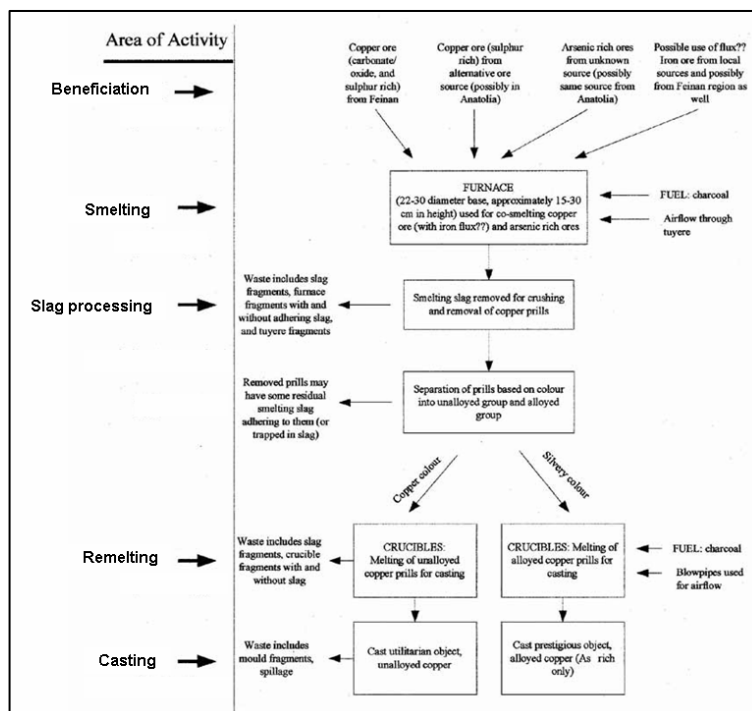 Area of Activity
Beneficiation
Copper ore
(carbonate/
oxide, and
sulphur rich)
from Feinan
Copper ore (sulphur
rich) from
alternative ore
source (possibly in
Anatolia)
Arsenic rich ores
from unknown
source (possibly
same source from
Anatolia)
Possible use of flux??
Iron ore from local
sources and possibly
from Feinan region as
well
Smelting
FURNACE
(22-30 diameter base, approximately 15-30
cm in height) used for co-smelting copper
ore (with iron flux??) and arsenic rich ores
FUEL: charcoal
Airflow through
tuyere
Slag processing
Waste includes slag
fragments, furnace
fragments with and
without adhering slag,
and tuyere fragments
Smelting slag removed for crushing
and removal of copper prills
Removed prills may
have some residual
smelting slag
adhering to them (or
trapped in slag)
Separation of prills based on colour
into unalloyed group and alloyed
group
Copper colour
Silvery colour
Remelting
Waste includes slag
fragments, crucible
fragments with and
without slag
CRUCIBLES:
Melting of unalloyed
copper prills for casting
CRUCIBLES: Melting of
alloyed copper prills for
casting
FUEL: charcoal
Blowpipes used
for airflow
Casting
Waste includes
mould fragments,
spillage
Cast utilitarian object,
unalloyed copper
Cast prestigious object,
alloyed copper (As rich
only)